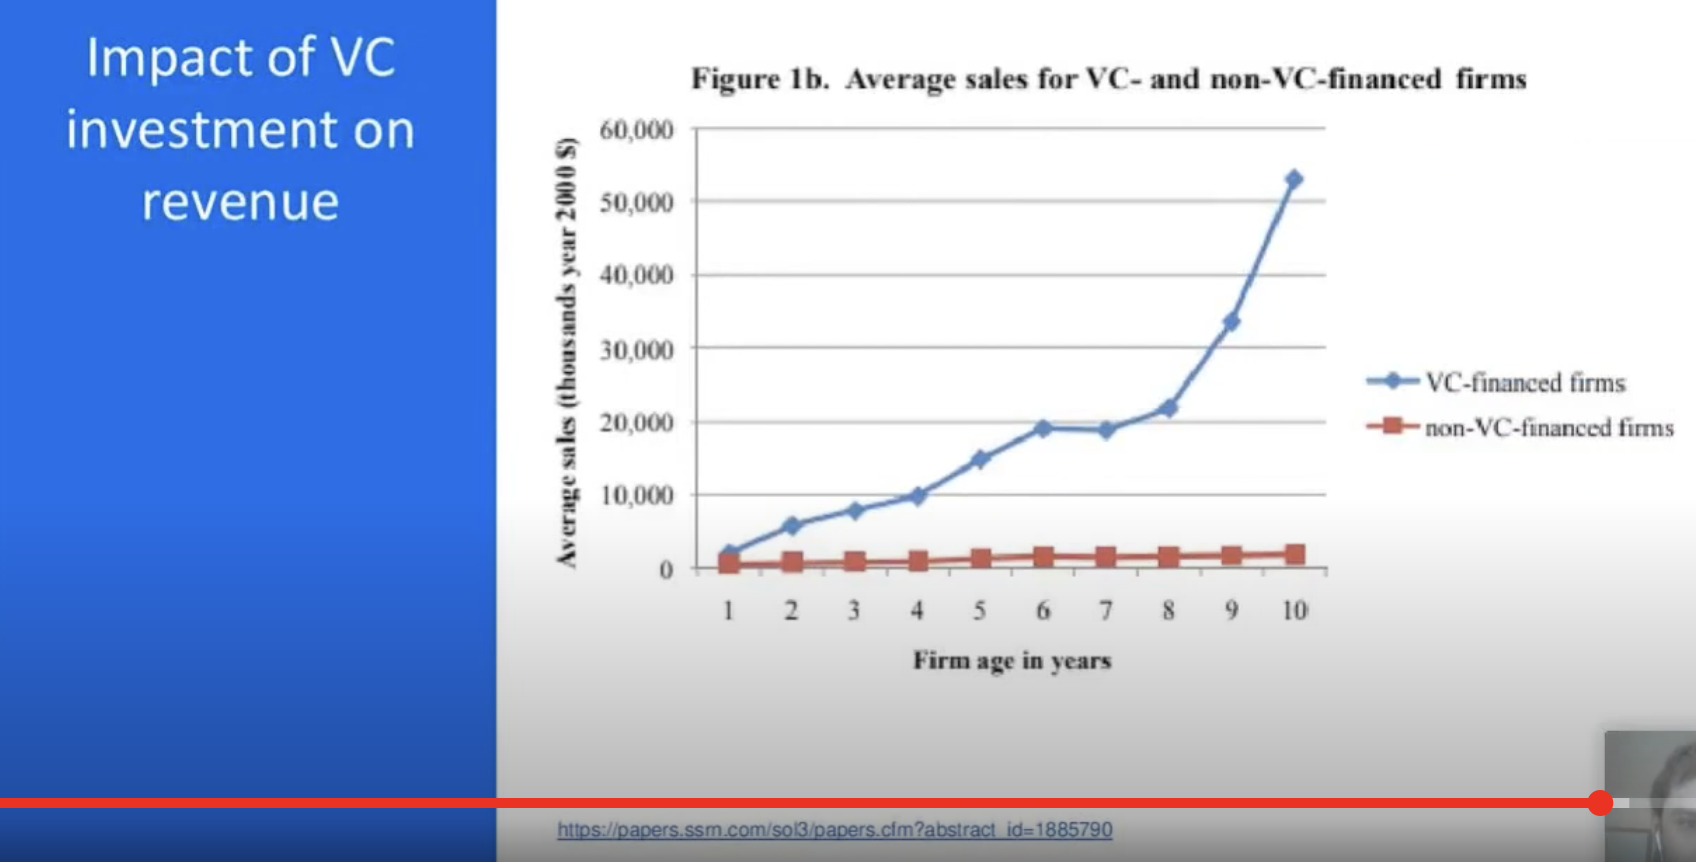 Impact of VC
investment on
revenue
Figure 1b. Average sales for VC- and non-VC-financed firms
Average sales (thousands year 2000 $)
60,000
50,000
40,000
30,000
20,000
10,000
0
1 2 3 4 5 6 7 8 9 10
Firm age in years
VC-financed firms
non-VC-financed firms
https://papers.ssrn.com/sol3/papers.cfm?abstract_id=1885790